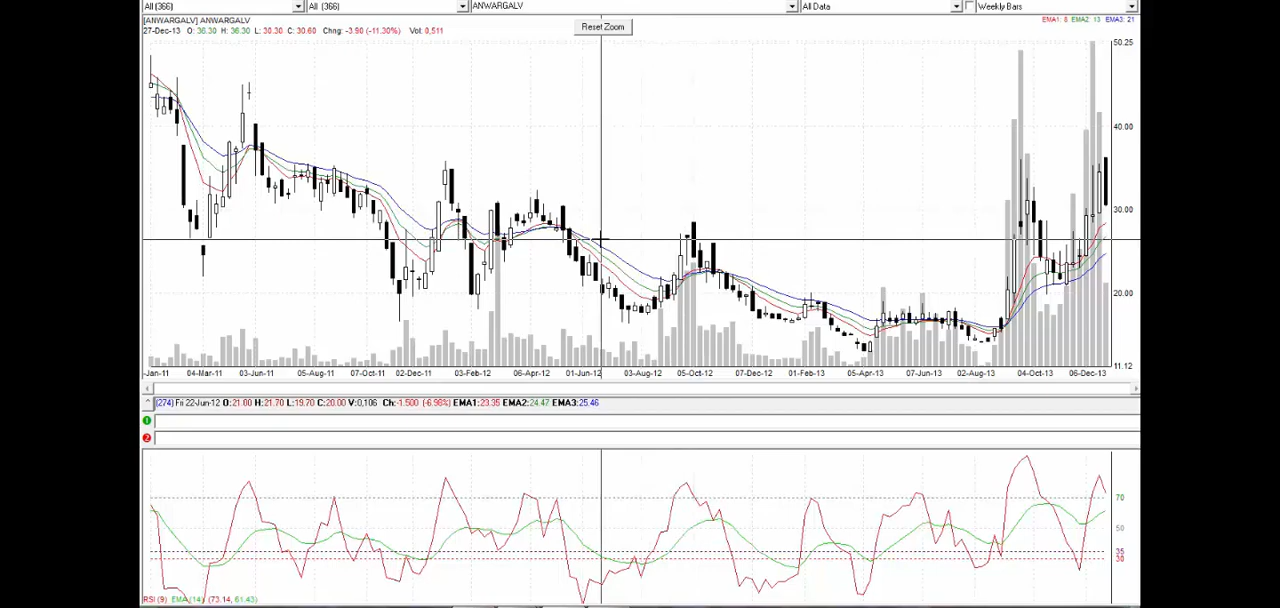 All (366) All (366) ANWARGALV All Data Weekly Bars
[ANWARGALV] ANWARGALV EMA1: 8 EMA2: 13 EMA3: 21
27-Dec-13 O: 36.30 H: 36.30 L: 30.30 C: 30.60 Chng: -3.90 (-11.30%) Vol: 0,511
Reset Zoom
50.25
40.00
30.00
20.00
11.12
-Jan-11 04-Mar-11 03-Jun-11 05-Aug-11 07-Oct-11 02-Dec-11 03-Feb-12 06-Apr-12 01-Jun-12 03-Aug-12 05-Oct-12 07-Dec-12 01-Feb-13 05-Apr-13 07-Jun-13 02-Aug-13 04-Oct-13 06-Dec-13
(274) Fri 22-Jun-12 O:21.00 H:21.70 L:19.70 C:20.00 V:0,106 Ch:-1.500 (-6.98%) EMA1:23.35 EMA2:24.47 EMA3:25.46
1
2
70
50
35
30
RSI (9) EMA (14) (73.14, 61.43)